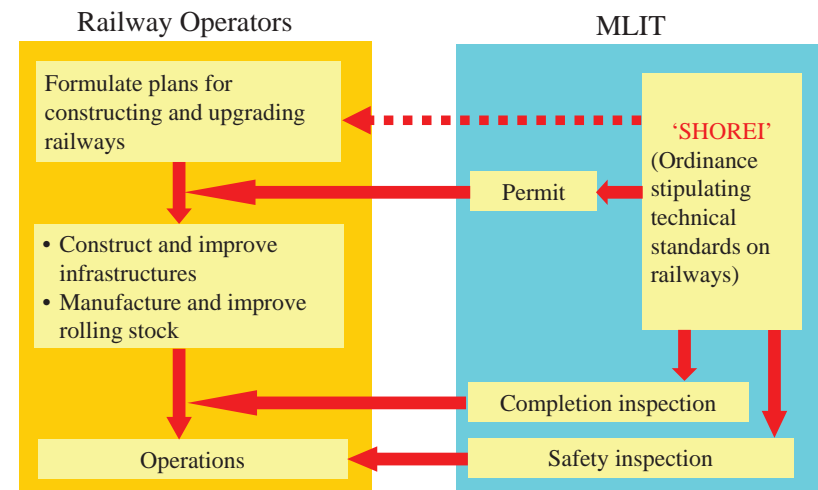 Railway Operators
MLIT
Formulate plans for
constructing and upgrading
railways
‘SHOREI’
(Ordinance
stipulating
technical
standards on
railways)
Permit
• Construct and improve
infrastructures
• Manufacture and improve
rolling stock
Completion inspection
Operations
Safety inspection